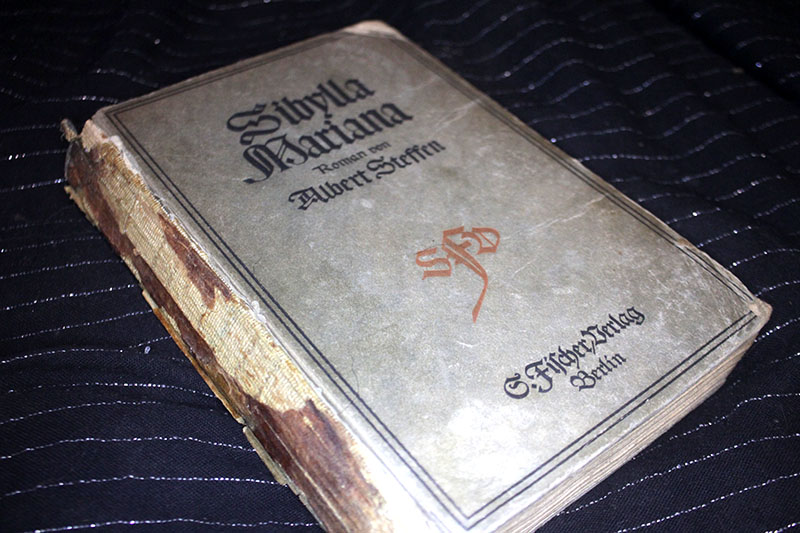 Sibylla
Mariana
Roman von
Albert Steffen
SFV
S. Fischer, Verlag
Berlin